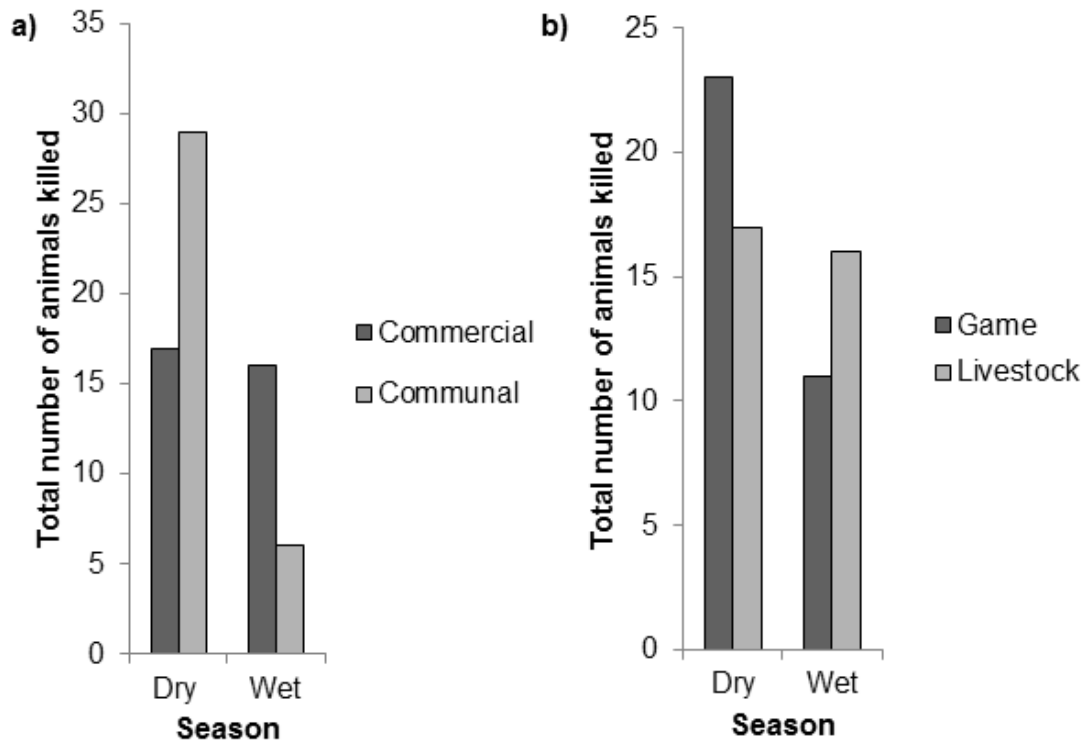 a)
Total number of animals killed
35
30
25
20
15
10
5
0
Dry
Wet
Season
Commercial
Communal
b)
Total number of animals killed
25
20
15
10
5
0
Dry
Wet
Season
Game
Livestock